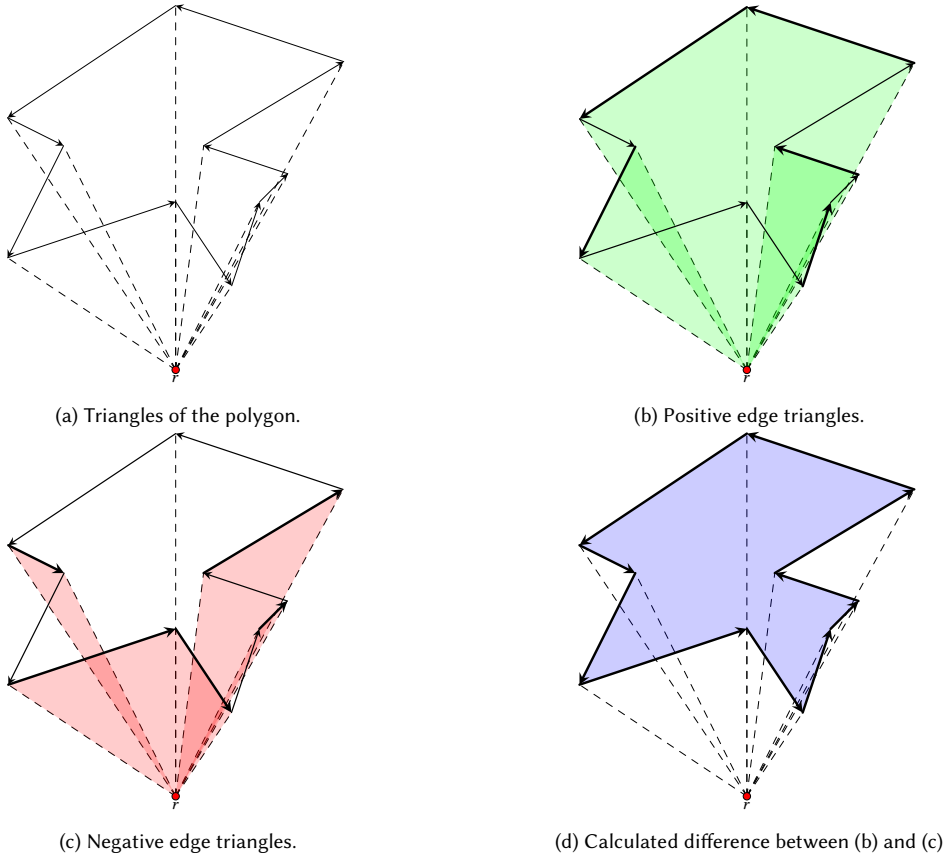 r
r
(a) Triangles of the polygon.
(b) Positive edge triangles.
r
r
(c) Negative edge triangles.
(d) Calculated difference between (b) and (c)